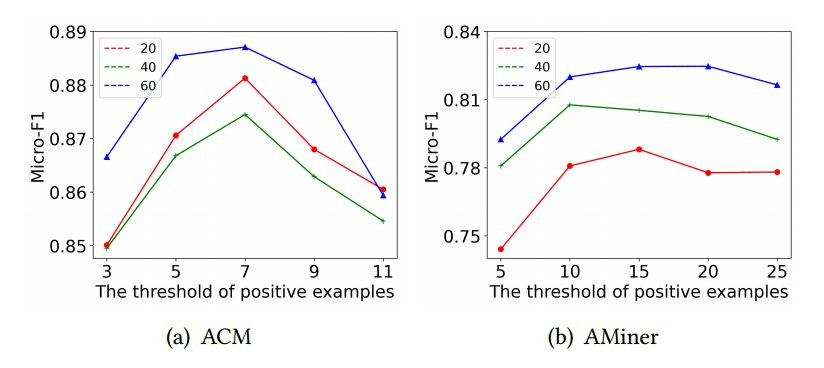 0.89
0.88
0.87
0.86
0.85
Micro-F1
20
40
60
3 5 7 9 11
The threshold of positive examples
(a) ACM
0.84
0.81
0.78
0.75
Micro-F1
20
40
60
5 10 15 20 25
The threshold of positive examples
(b) AMiner